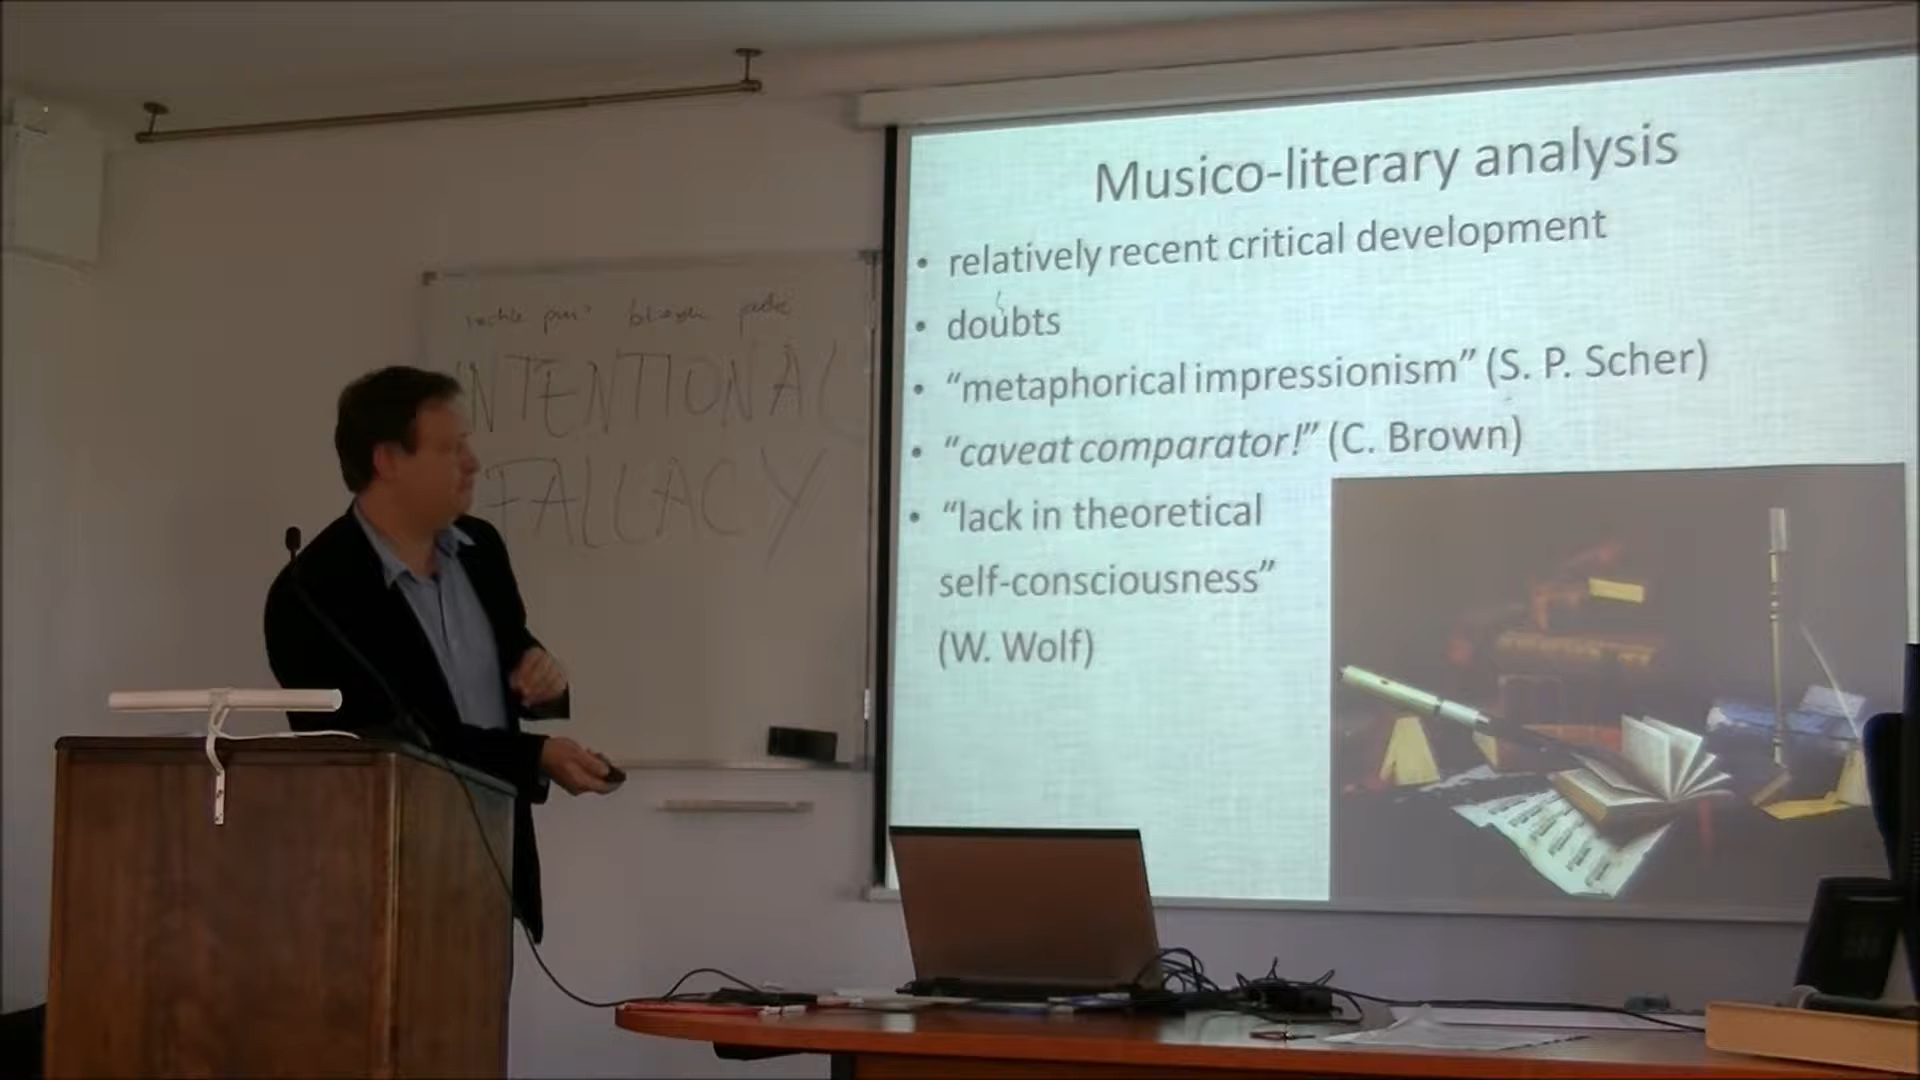 INTENTIONAL
FALLACY
Musico-literary analysis
• relatively recent critical development
• doubts
• “metaphorical impressionism” (S. P. Scher)
• “caveat comparator!” (C. Brown)
• “lack in theoretical
self-consciousness”
(W. Wolf)